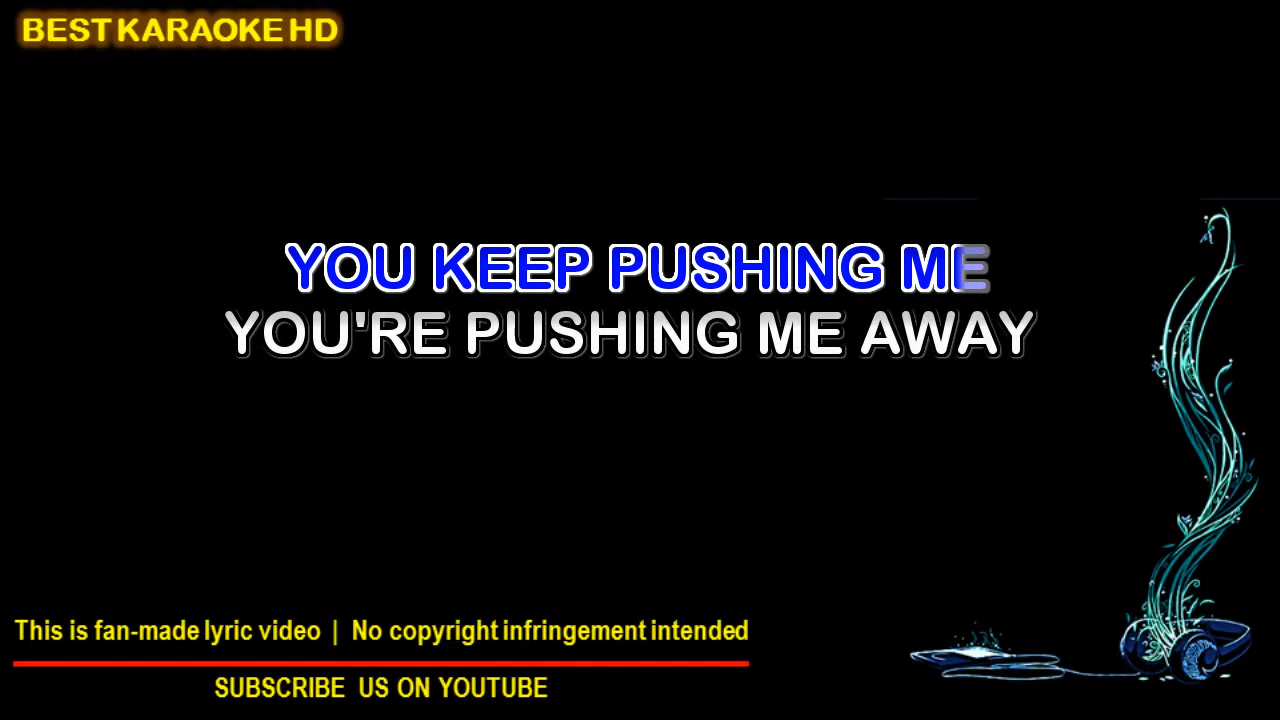 BEST KARAOKE HD
YOU KEEP PUSHING ME
YOU'RE PUSHING ME AWAY
This is fan-made lyric video | No copyright infringement intended
SUBSCRIBE US ON YOUTUBE